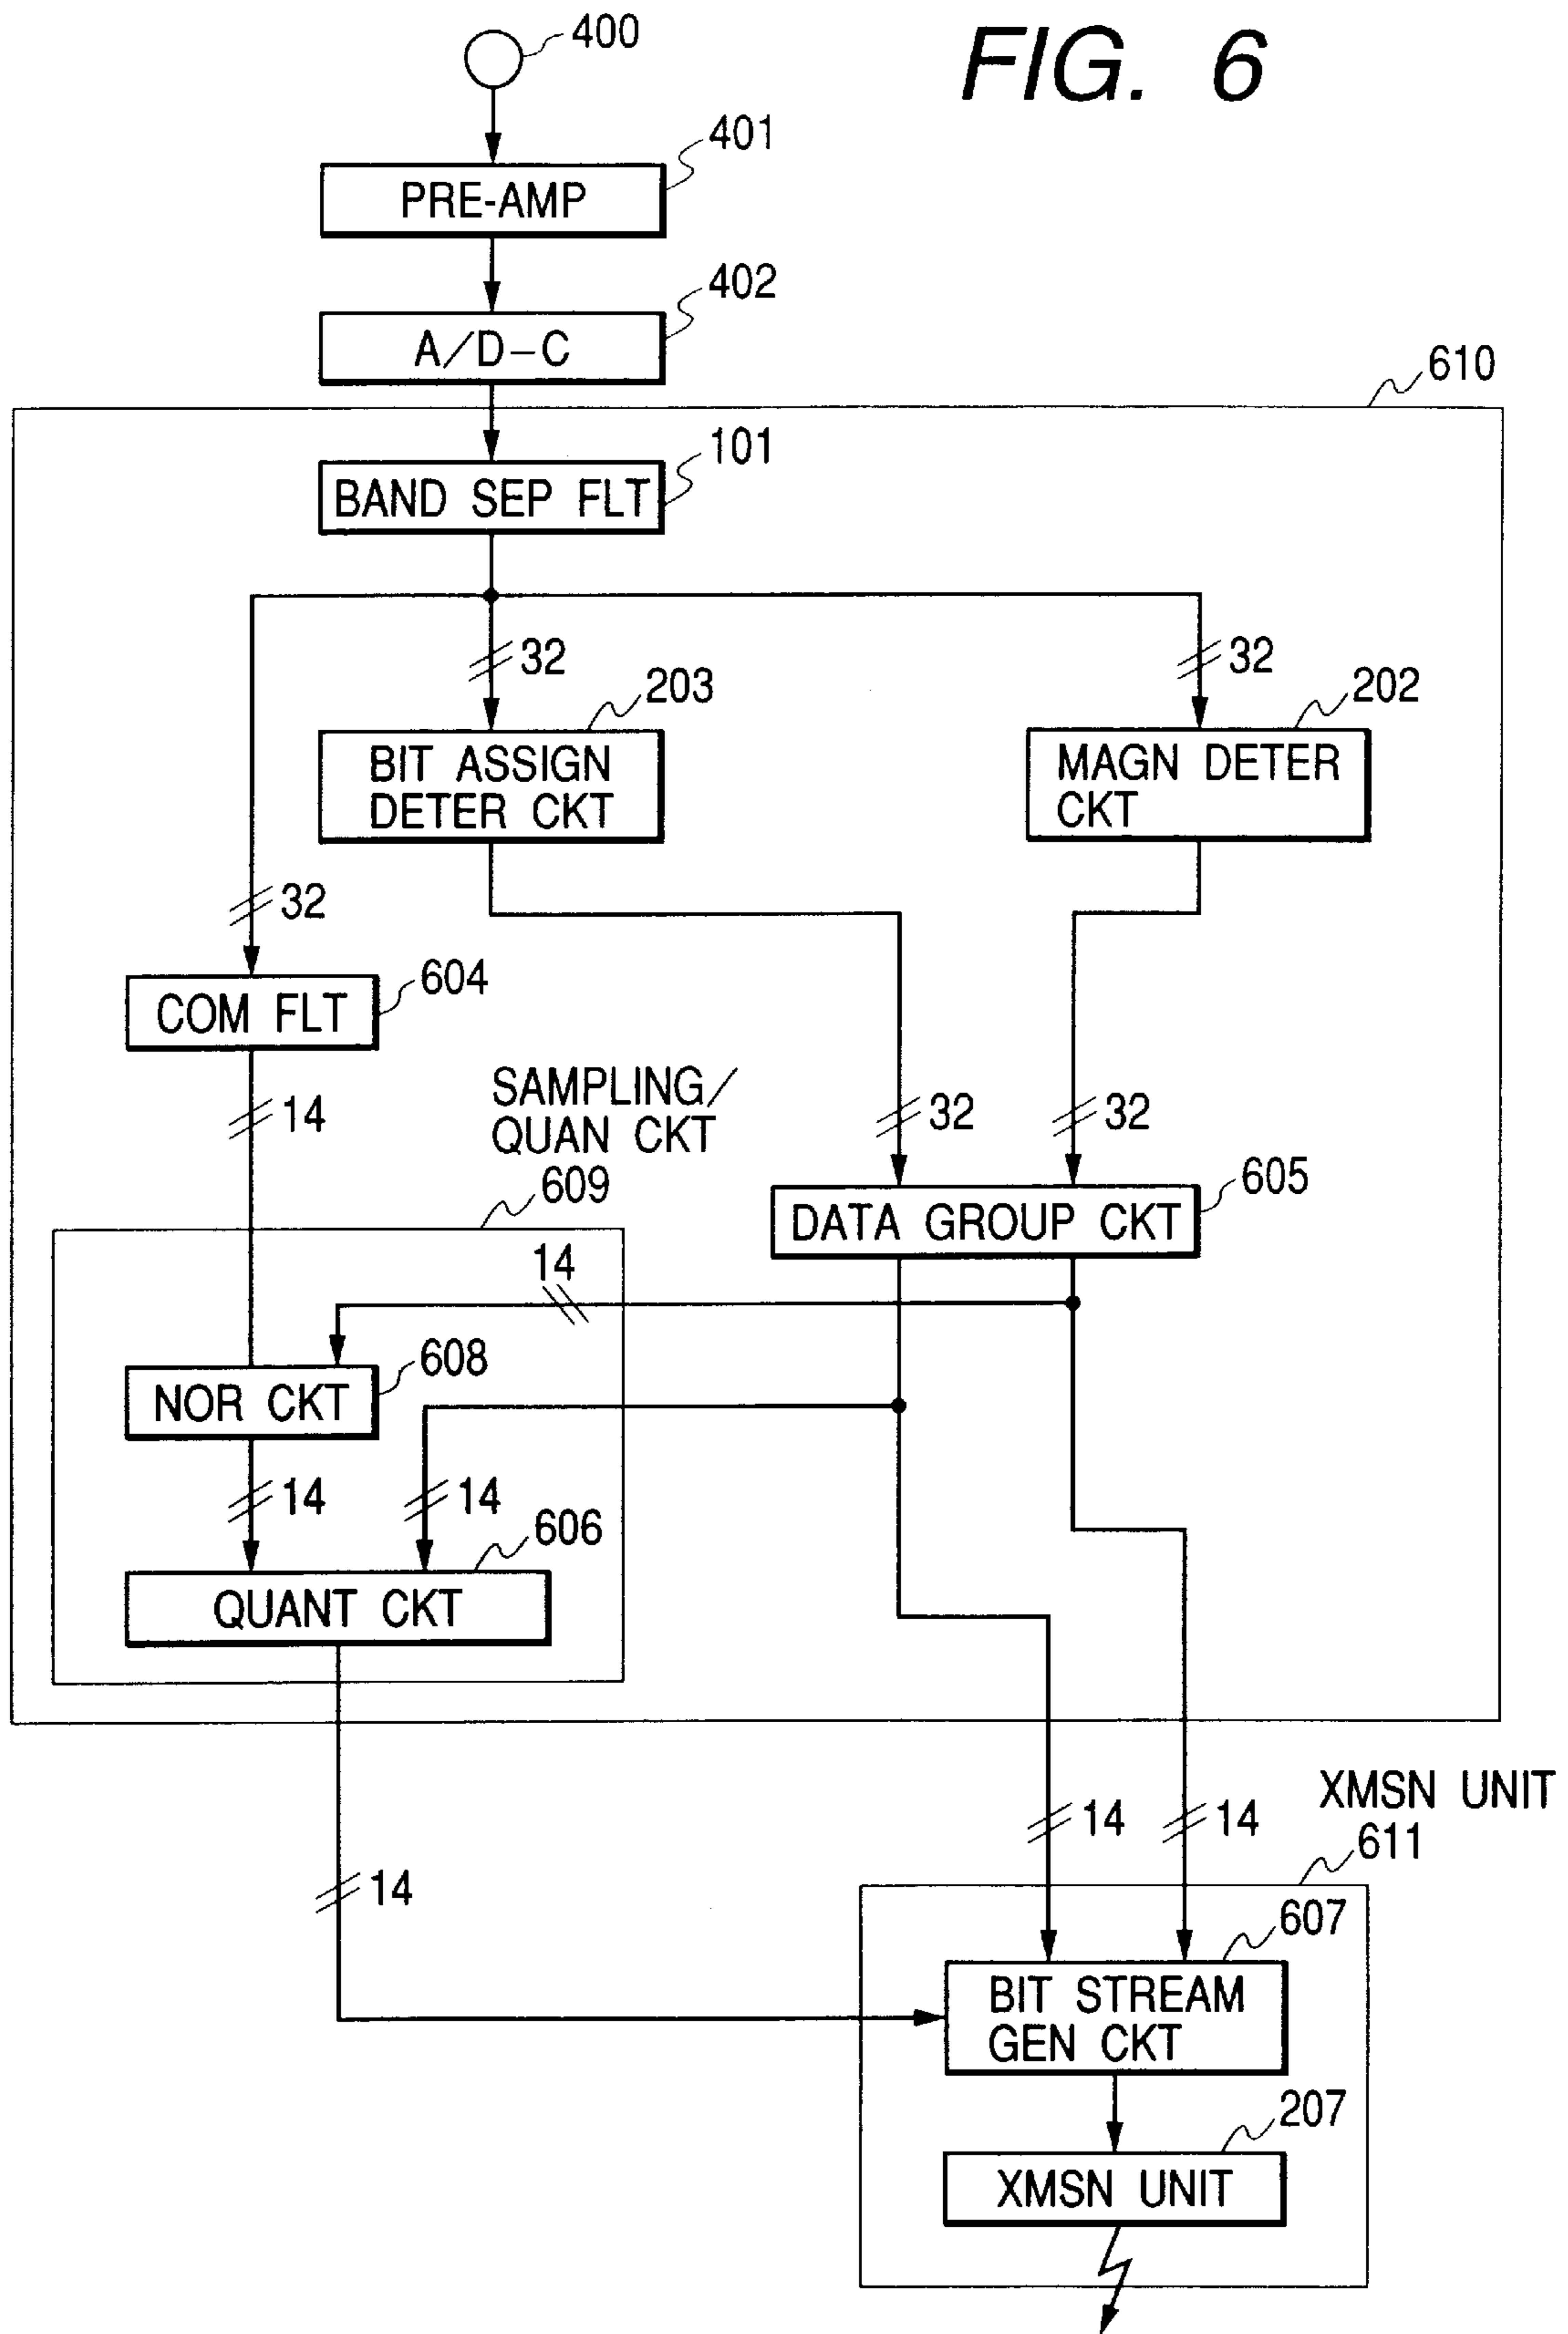 400
FIG. 6
401
PRE-AMP
402
A/D-C
610
101
BAND SEP FLT
32
32
203
202
BIT ASSIGN
DETER CKT
MAGN DETER
CKT
32
604
COM FLT
14
SAMPLING/
QUAN CKT
609
32
32
605
DATA GROUP CKT
14
608
NOR CKT
14
14
606
QUANT CKT
XMSN UNIT
611
14
14
14
607
BIT STREAM
GEN CKT
207
XMSN UNIT